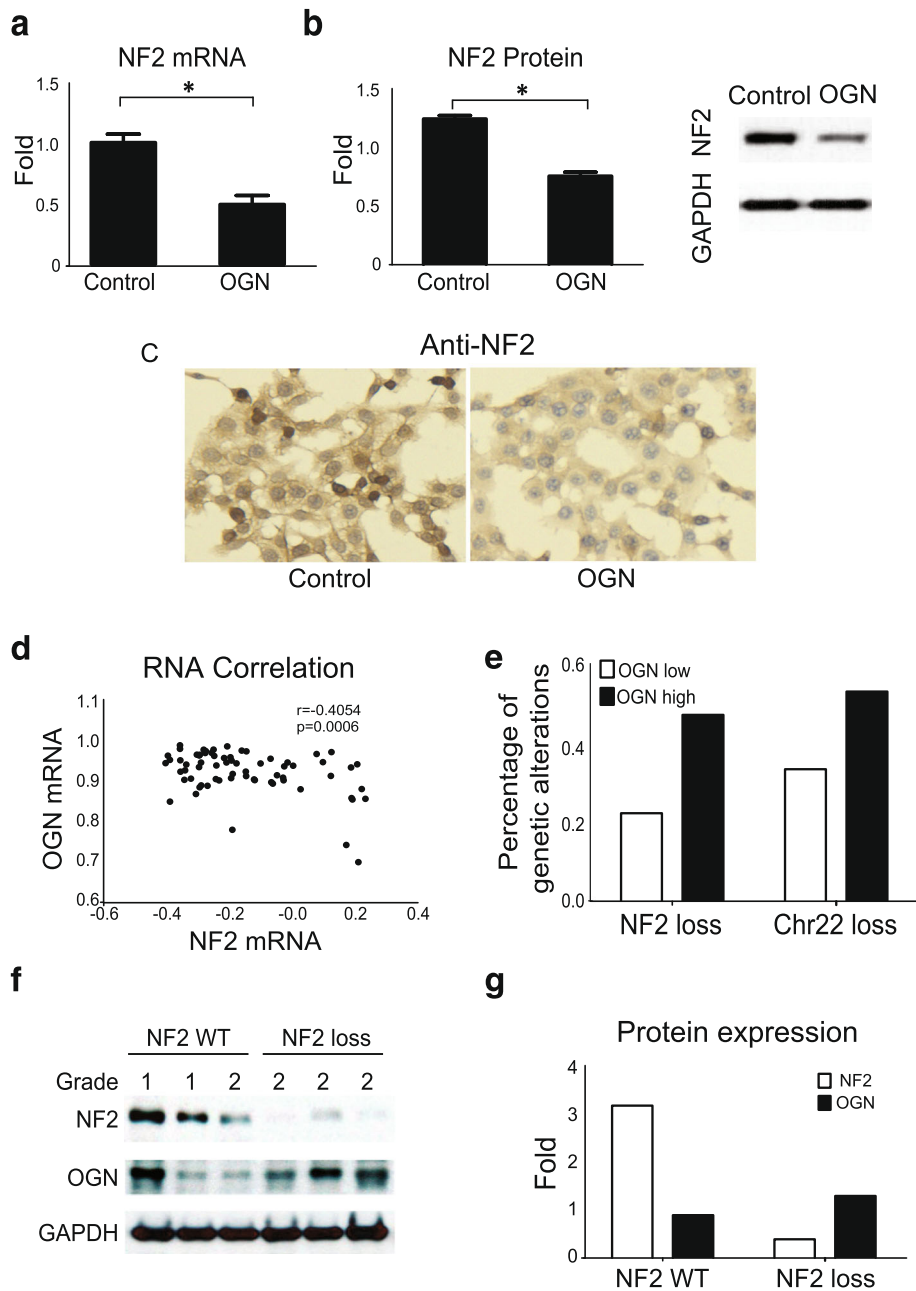 a
NF2 mRNA
*
1.5
1.0
0.5
0
Fold
Control OGN
b
NF2 Protein
*
1.5
1.0
0.5
0
Fold
Control OGN
Control OGN
NF2
GAPDH
C
Anti-NF2
Control OGN
d
RNA Correlation
r=-0.4054
p=0.0006
1.1
1.0
0.9
0.8
0.7
0.6
OGN mRNA
-0.6 -0.4 -0.2 -0.0 0.2 0.4
NF2 mRNA
e
OGN low
OGN high
0.6
0.4
0.2
0.0
Percentage of
genetic alterations
NF2 loss Chr22 loss
f
NF2 WT NF2 loss
Grade 1 1 2 2 2 2
NF2
OGN
GAPDH
g
Protein expression
NF2
OGN
4
3
2
1
0
Fold
NF2 WT NF2 loss